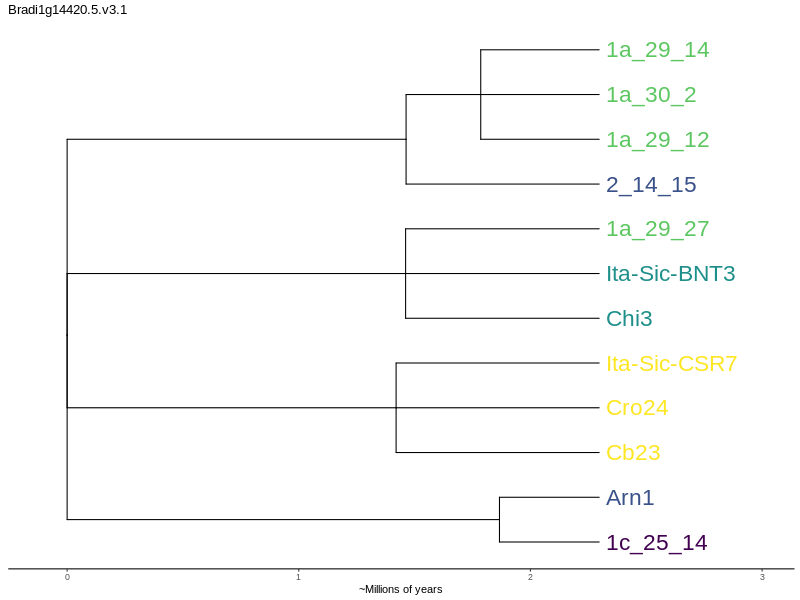 Bradi1g14420.5.v3.1
1a_29_14
1a_30_2
1a_29_12
2_14_15
1a_29_27
Ita-Sic-BNT3
Chi3
Ita-Sic-CSR7
Cro24
Cb23
Arn1
1c_25_14
0 1 2 3
~Millions of years